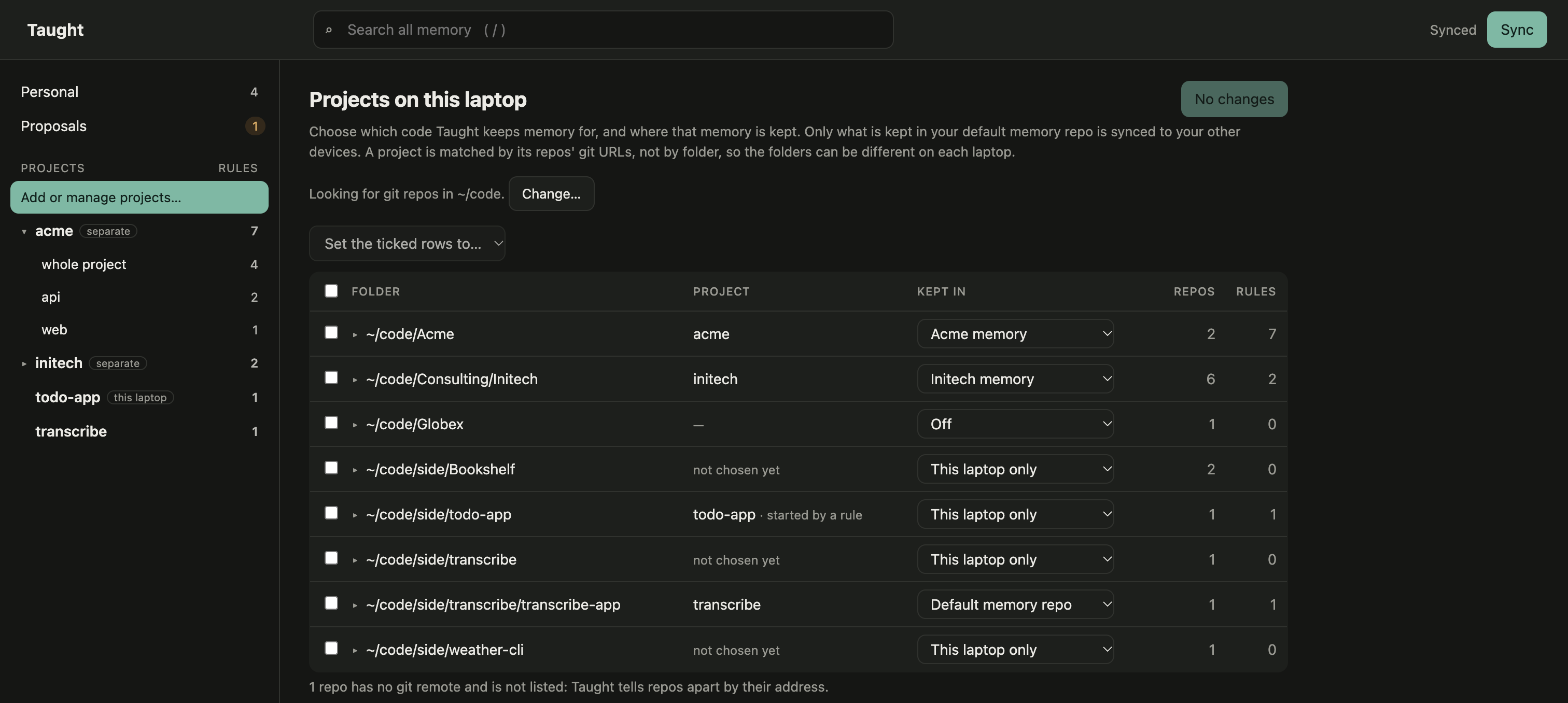 Taught
Search all memory (/)
Synced
Sync
Personal 4
Proposals 1
PROJECTS RULES
Add or manage projects...
acme separate 7
whole project 4
api 2
web 1
initech separate 2
todo-app this laptop 1
transcribe 1
Projects on this laptop
No changes
Choose which code Taught keeps memory for, and where that memory is kept. Only what is kept in your default memory repo is synced to your other
devices. A project is matched by its repos' git URLs, not by folder, so the folders can be different on each laptop.
Looking for git repos in ~/code. Change...
Set the ticked rows to...
FOLDER PROJECT KEPT IN REPOS RULES
~/code/Acme acme Acme memory 2 7
~/code/Consulting/Initech initech Initech memory 6 2
~/code/Globex — Off 1 0
~/code/side/Bookshelf not chosen yet This laptop only 2 0
~/code/side/todo-app todo-app · started by a rule This laptop only 1 1
~/code/side/transcribe not chosen yet This laptop only 1 0
~/code/side/transcribe/transcribe-app transcribe Default memory repo 1 1
~/code/side/weather-cli not chosen yet This laptop only 1 0
1 repo has no git remote and is not listed: Taught tells repos apart by their address.